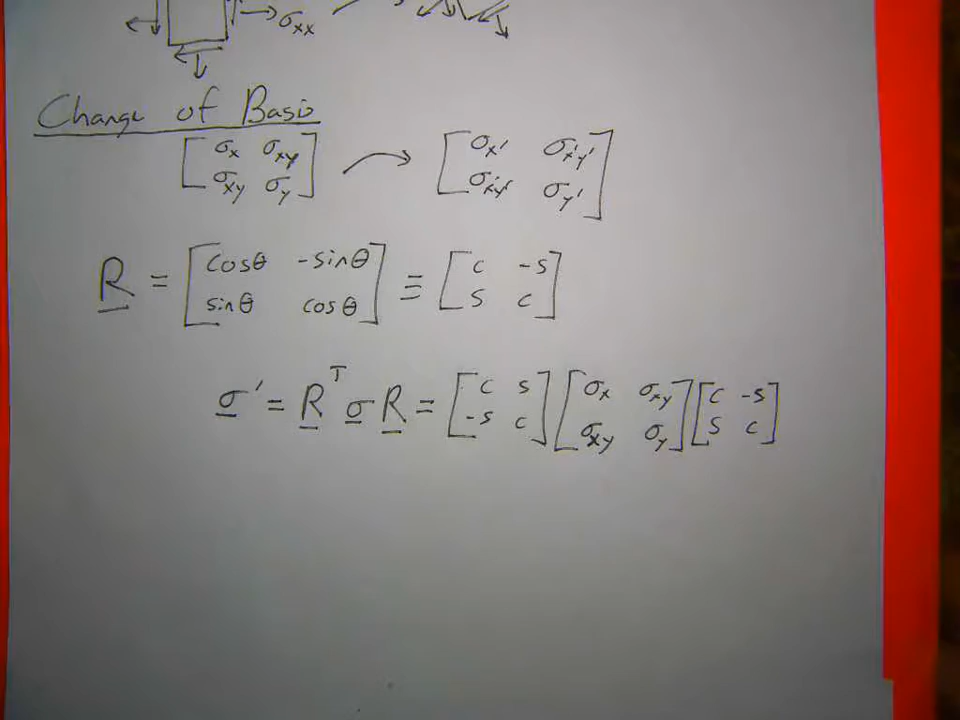 σxx
Change of Basis
[σx σxy; σxy σy] → [σx' σx'y'; σx'y' σy']
R = [cosθ -sinθ; sinθ cosθ] ≡ [c -s; s c]
σ' = Rᵀ σ R = [c s; -s c] [σx σxy; σxy σy] [c -s; s c]